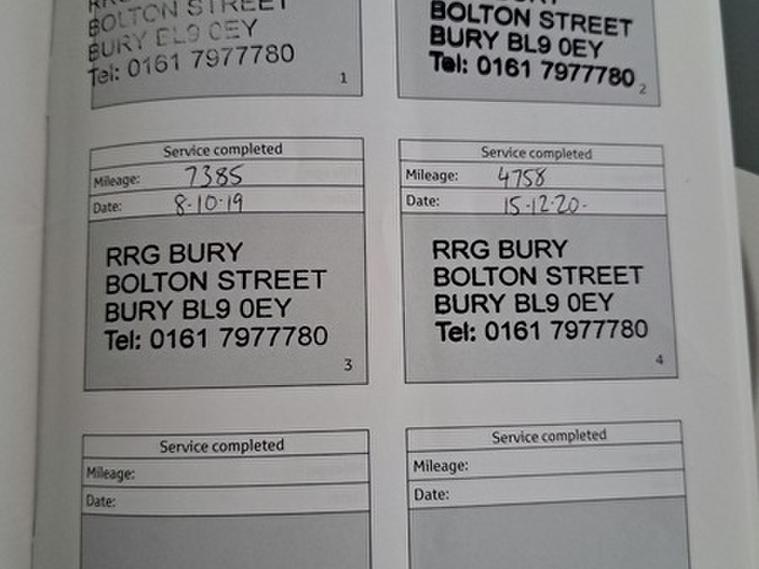 BOLTON STREET
BURY BL9 0EY
Tel: 0161 7977780
1
BOLTON STREET
BURY BL9 0EY
Tel: 0161 7977780
2
Service completed
Mileage: 7385
Date: 8-10-19
RRG BURY
BOLTON STREET
BURY BL9 0EY
Tel: 0161 7977780
3
Service completed
Mileage: 4758
Date: 15-12-20-
RRG BURY
BOLTON STREET
BURY BL9 0EY
Tel: 0161 7977780
4
Service completed
Mileage:
Date:
Service completed
Mileage:
Date: